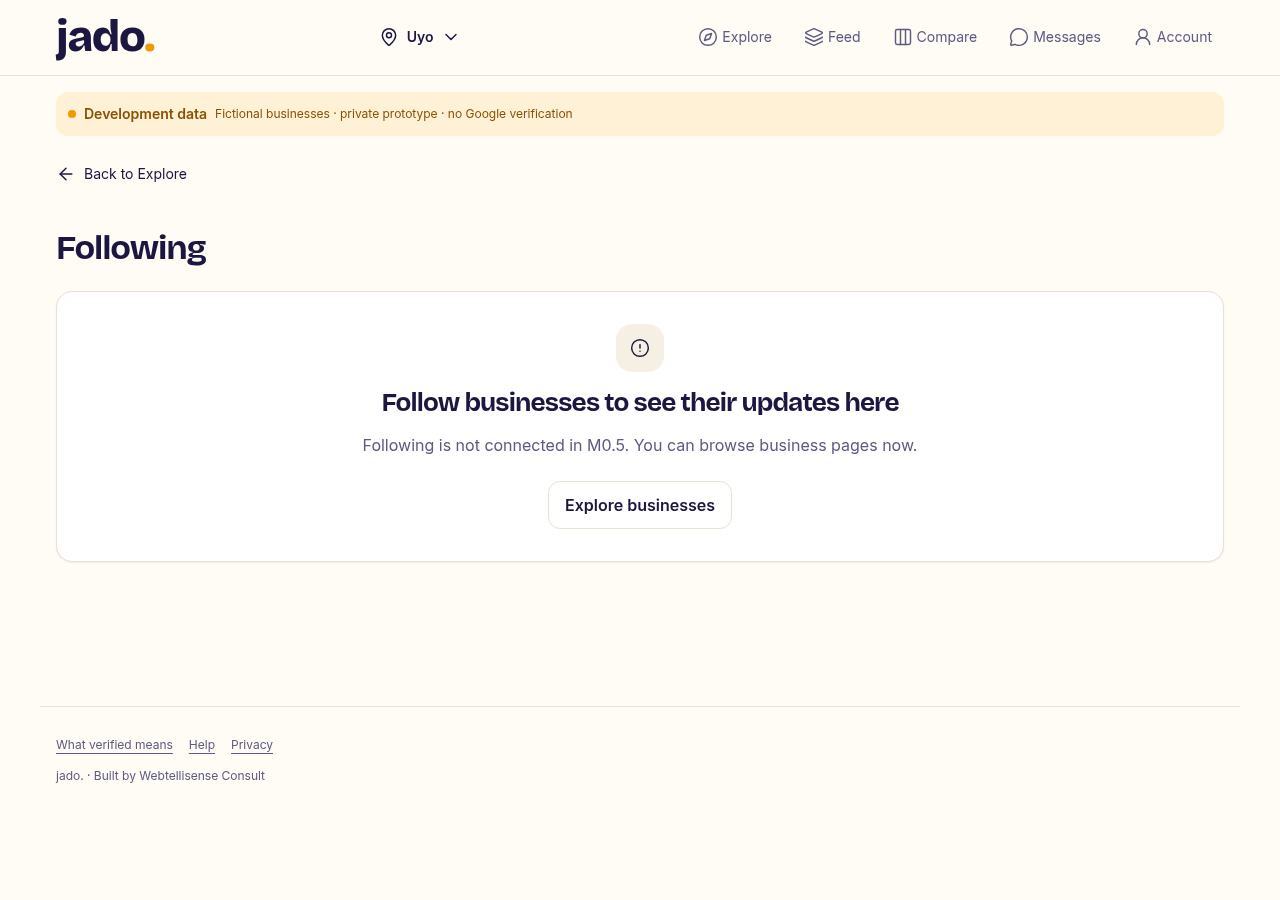 jado.
Uyo
Explore
Feed
Compare
Messages
Account
Development data Fictional businesses · private prototype · no Google verification
Back to Explore
Following
Follow businesses to see their updates here
Following is not connected in M0.5. You can browse business pages now.
Explore businesses
What verified means Help Privacy
jado. · Built by Webtellisense Consult